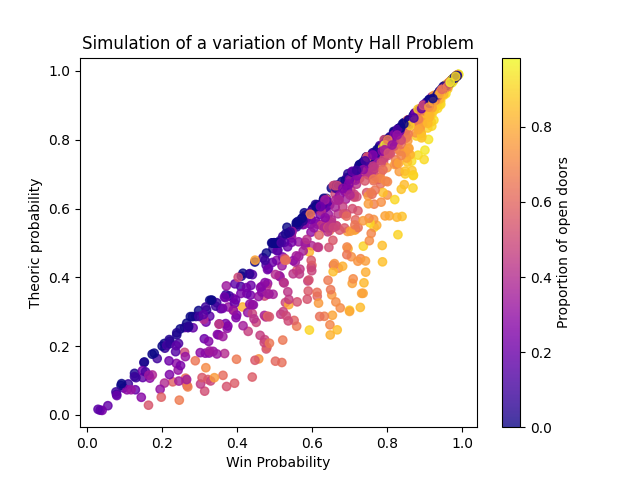 Simulation of a variation of Monty Hall Problem
1.0
0.8
0.6
0.4
0.2
0.0
Theoric probability
0.0 0.2 0.4 0.6 0.8 1.0
Win Probability
0.8
0.6
0.4
0.2
0.0
Proportion of open doors